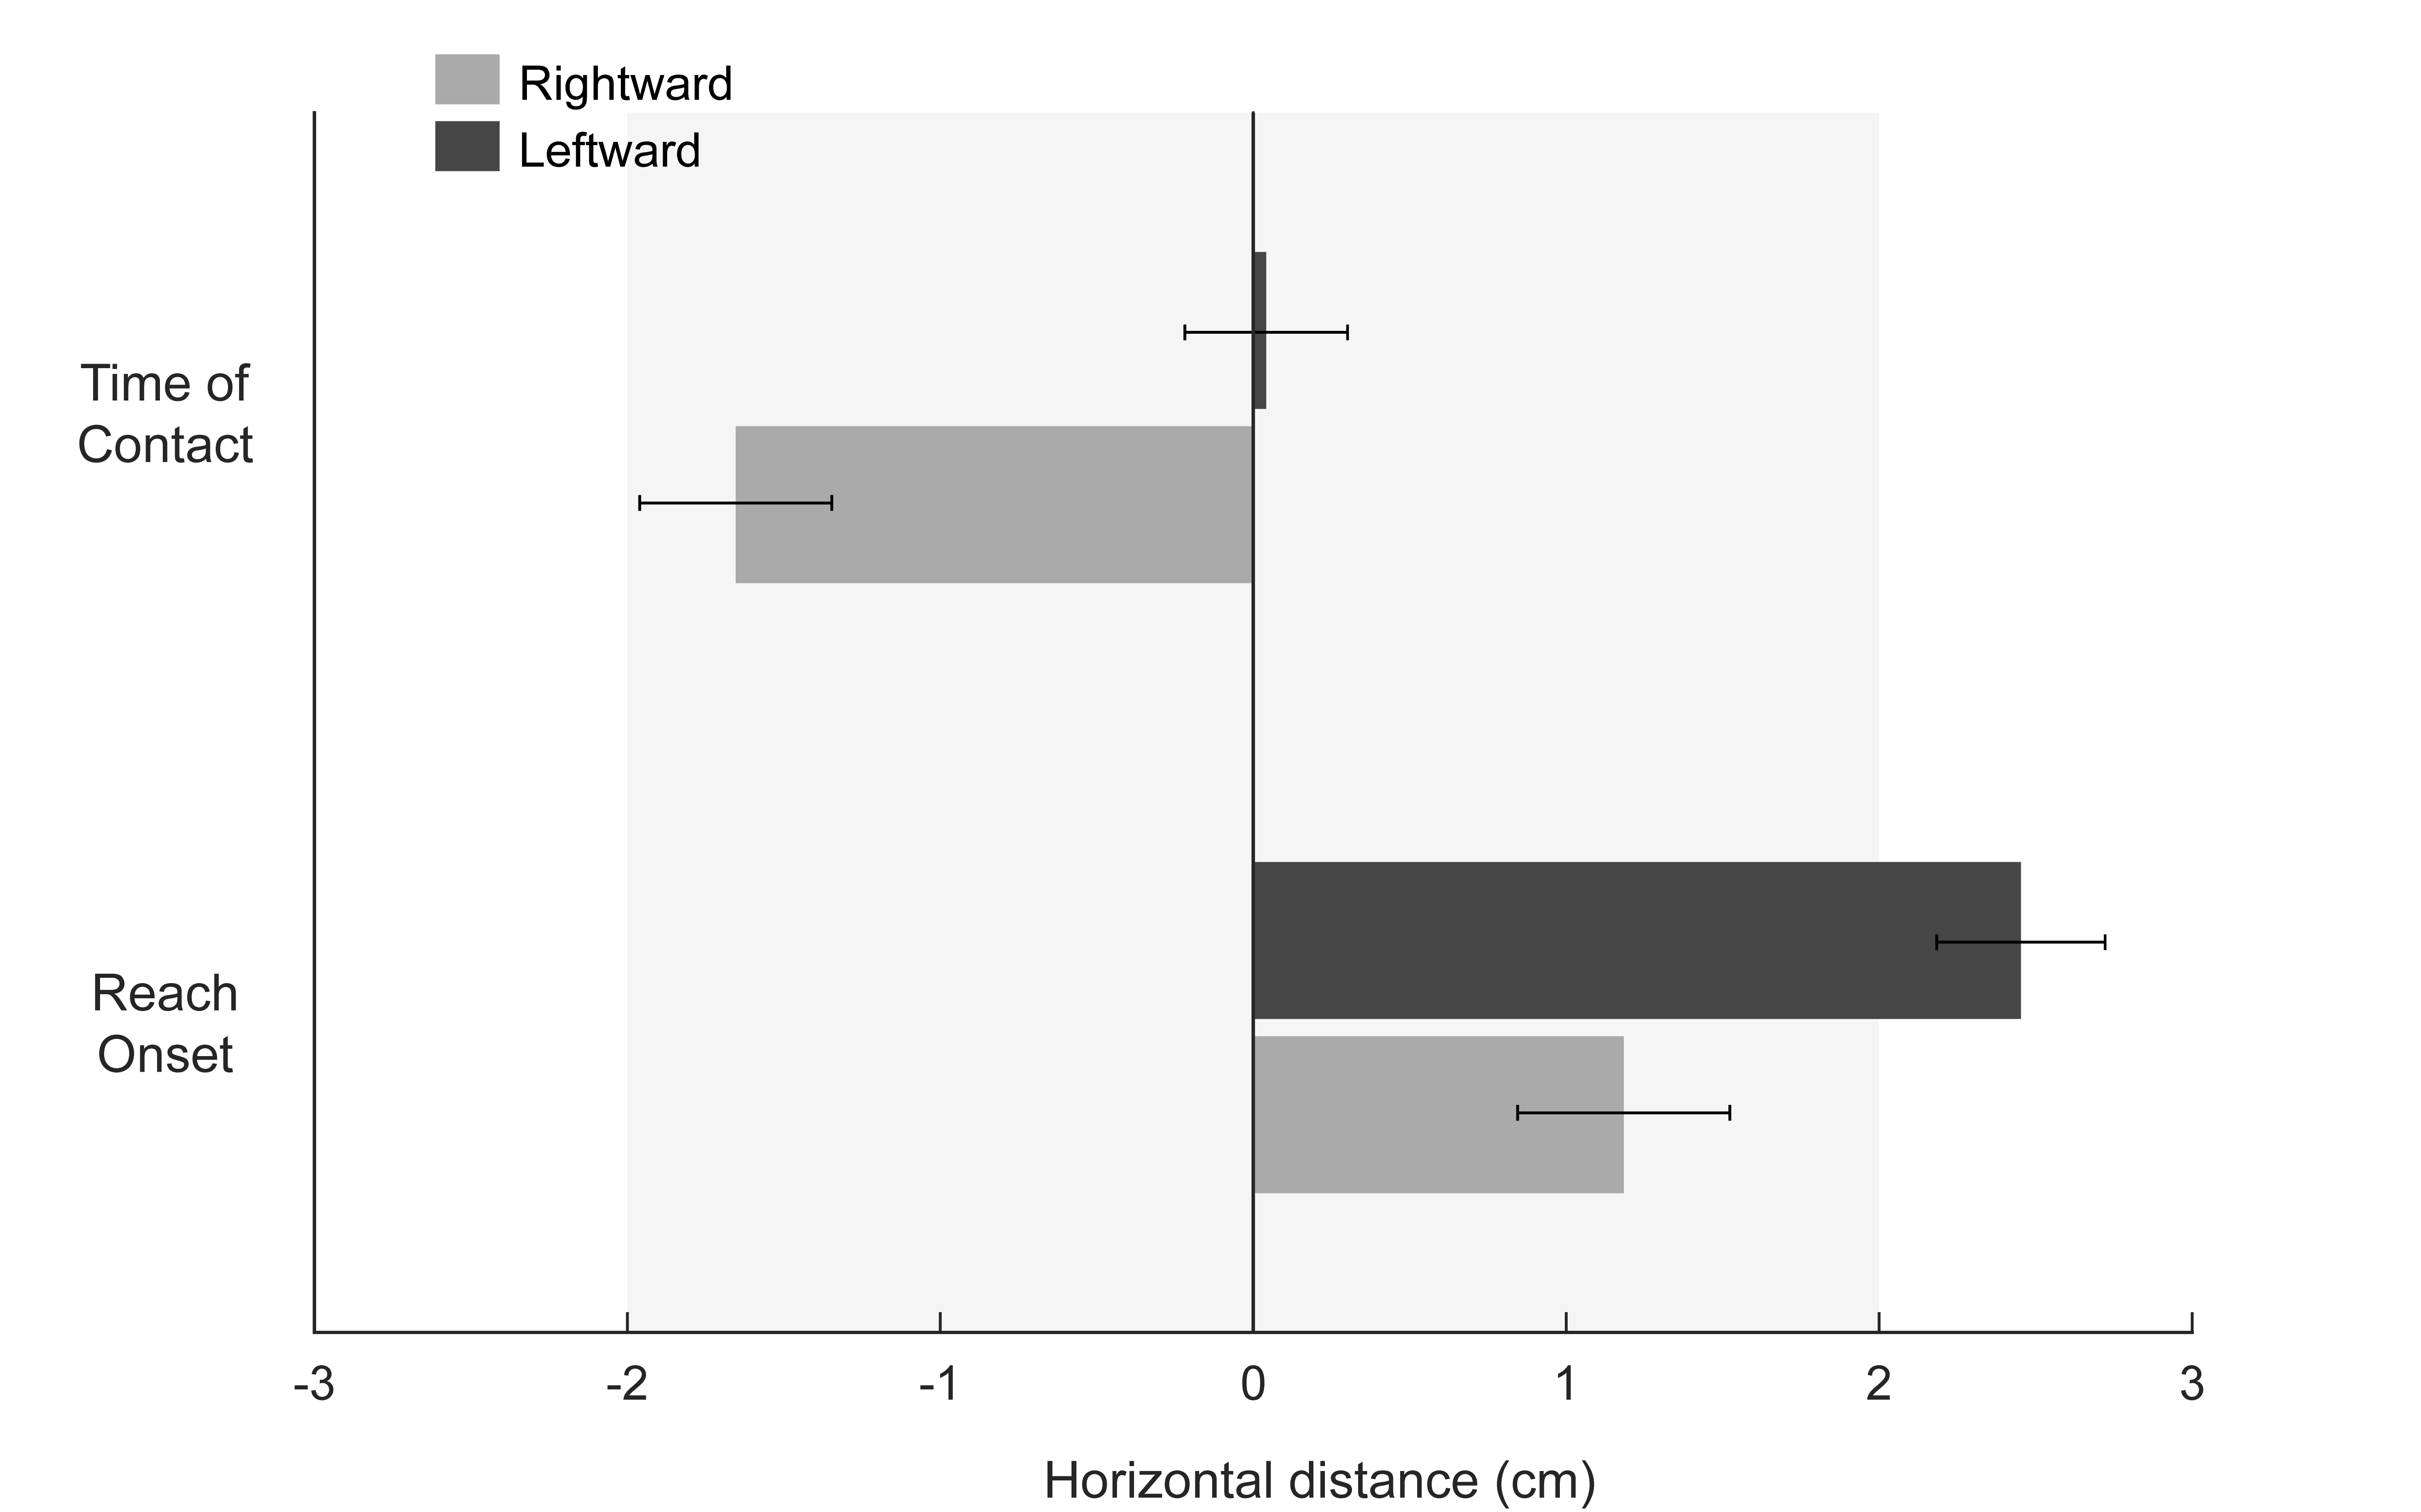 Rightward
Leftward
Time of
Contact
Reach
Onset
-3 -2 -1 0 1 2 3
Horizontal distance (cm)